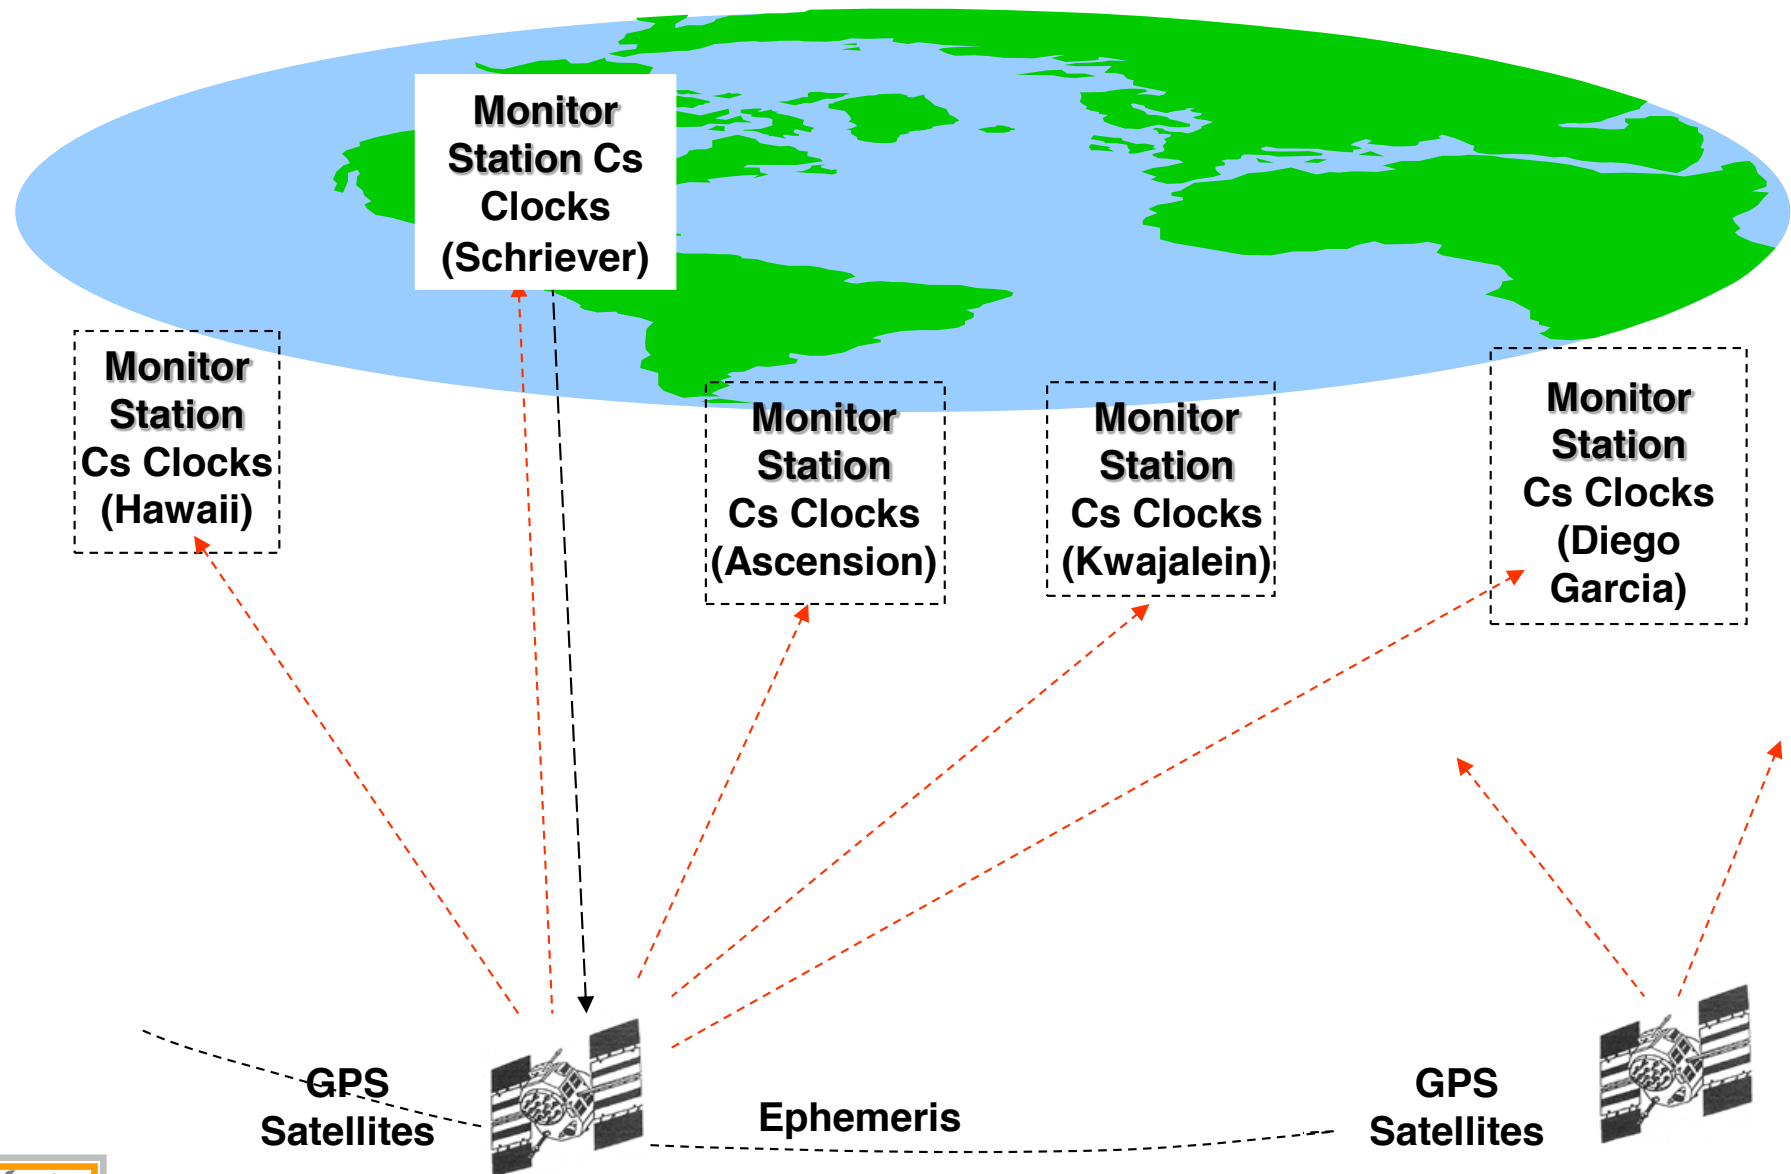 Monitor
Station Cs
Clocks
(Schriever)
Monitor
Station
Cs Clocks
(Hawaii)
Monitor
Station
Cs Clocks
(Ascension)
Monitor
Station
Cs Clocks
(Kwajalein)
Monitor
Station
Cs Clocks
(Diego
Garcia)
GPS
Satellites
Ephemeris
GPS
Satellites